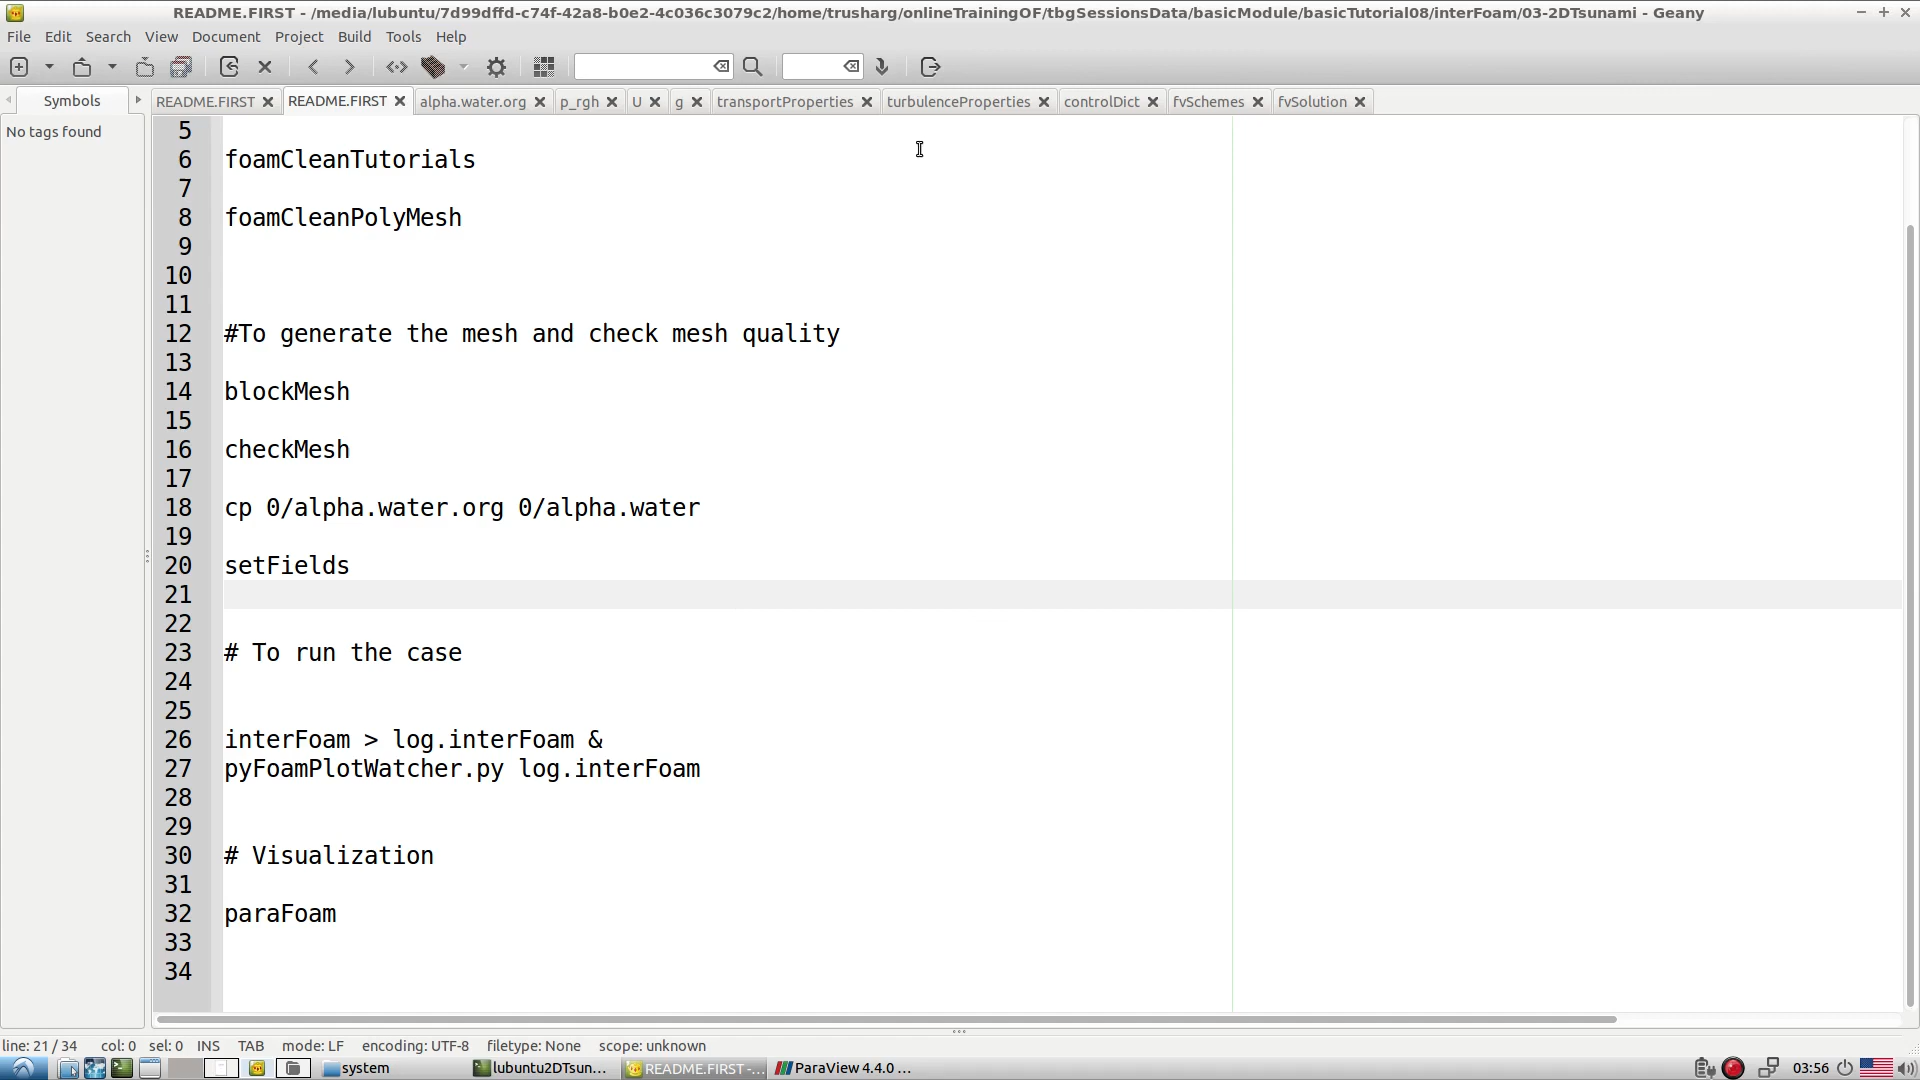 README.FIRST - /media/lubuntu/7d99dffd-c74f-42a8-b0e2-4c036c3079c2/home/trusharg/onlineTrainingOF/tbgSessionsData/basicModule/basicTutorial08/interFoam/03-2DTsunami - Geany
File Edit Search View Document Project Build Tools Help
Symbols README.FIRST README.FIRST alpha.water.org p_rgh U g transportProperties turbulenceProperties controlDict fvSchemes fvSolution
No tags found
5
6 foamCleanTutorials
7
8 foamCleanPolyMesh
9
10
11
12 #To generate the mesh and check mesh quality
13
14 blockMesh
15
16 checkMesh
17
18 cp 0/alpha.water.org 0/alpha.water
19
20 setFields
21
22
23 # To run the case
24
25
26 interFoam > log.interFoam &
27 pyFoamPlotWatcher.py log.interFoam
28
29
30 # Visualization
31
32 paraFoam
33
34
line: 21 / 34 col: 0 sel: 0 INS TAB mode: LF encoding: UTF-8 filetype: None scope: unknown
system lubuntu2DTsun... README.FIRST -... ParaView 4.4.0 ... 03:56